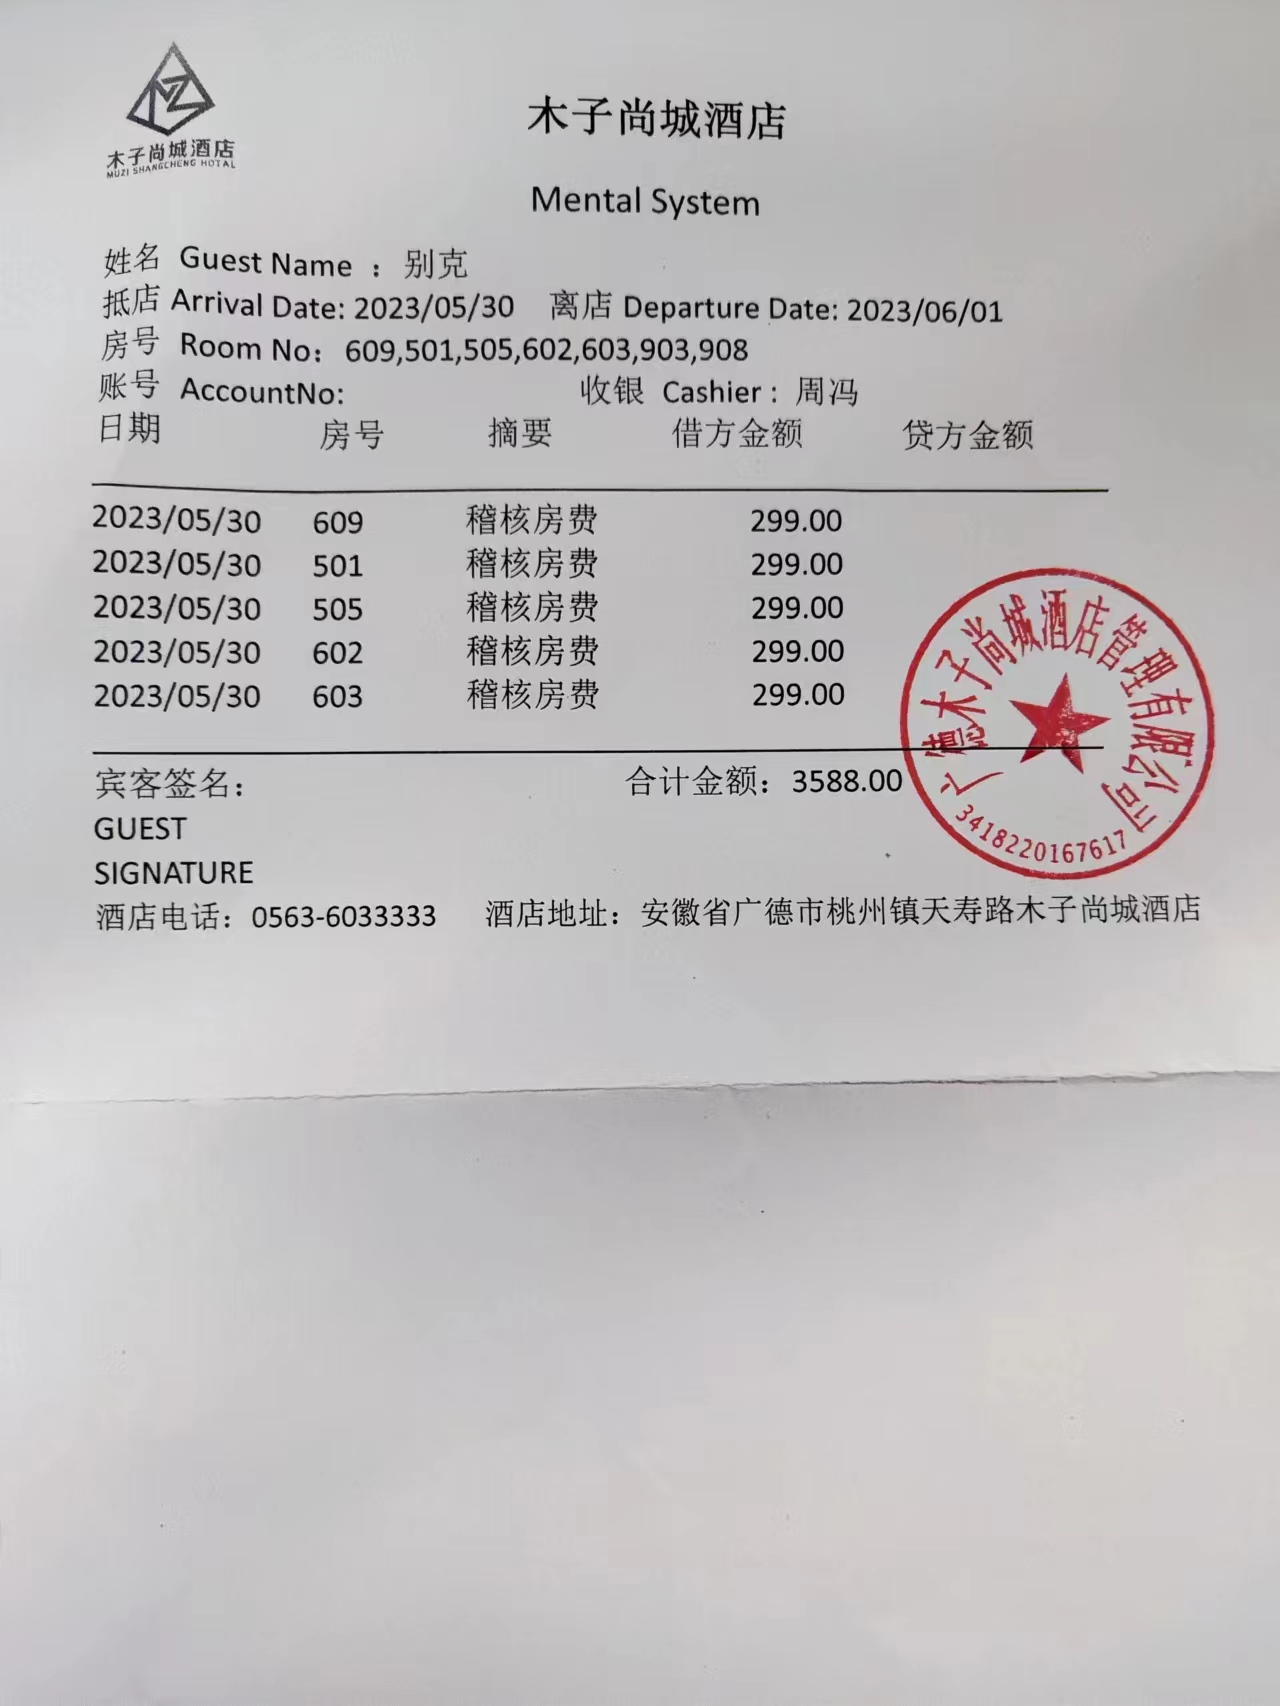 木子尚城酒店
MUZI SHANGCHENG HOTAL
木子尚城酒店
Mental System
姓名 Guest Name ：别克
抵店 Arrival Date: 2023/05/30 离店 Departure Date: 2023/06/01
房号 Room No：609,501,505,602,603,903,908
账号 AccountNo: 收银 Cashier：周冯
日期 房号 摘要 借方金额 贷方金额
2023/05/30 609 稽核房费 299.00
2023/05/30 501 稽核房费 299.00
2023/05/30 505 稽核房费 299.00
2023/05/30 602 稽核房费 299.00
2023/05/30 603 稽核房费 299.00
广德木子尚城酒店管理有限公司
3418220167617
宾客签名： 合计金额：3588.00
GUEST
SIGNATURE
酒店电话：0563-6033333 酒店地址：安徽省广德市桃州镇天寿路木子尚城酒店